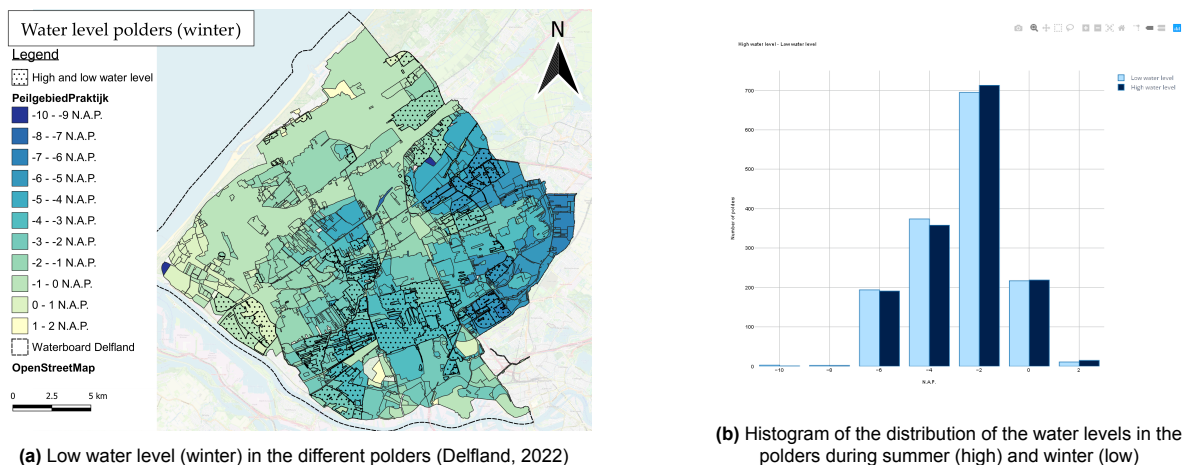 Water level polders (winter)
Legend
High and low water level
PeilgebiedPraktijk
-10 - -9 N.A.P.
-8 - -7 N.A.P.
-7 - -6 N.A.P.
-6 - -5 N.A.P.
-5 - -4 N.A.P.
-4 - -3 N.A.P.
-3 - -2 N.A.P.
-2 - -1 N.A.P.
-1 - 0 N.A.P.
0 - 1 N.A.P.
1 - 2 N.A.P.
Waterboard Delfland
OpenStreetMap
0 2.5 5 km
N
(a) Low water level (winter) in the different polders (Delfland, 2022)
High water level - Low water level
Low water level
High water level
700
600
500
400
300
200
100
0
Number of polders
−10 −8 −6 −4 −2 0 2
N.A.P.
(b) Histogram of the distribution of the water levels in the
polders during summer (high) and winter (low)